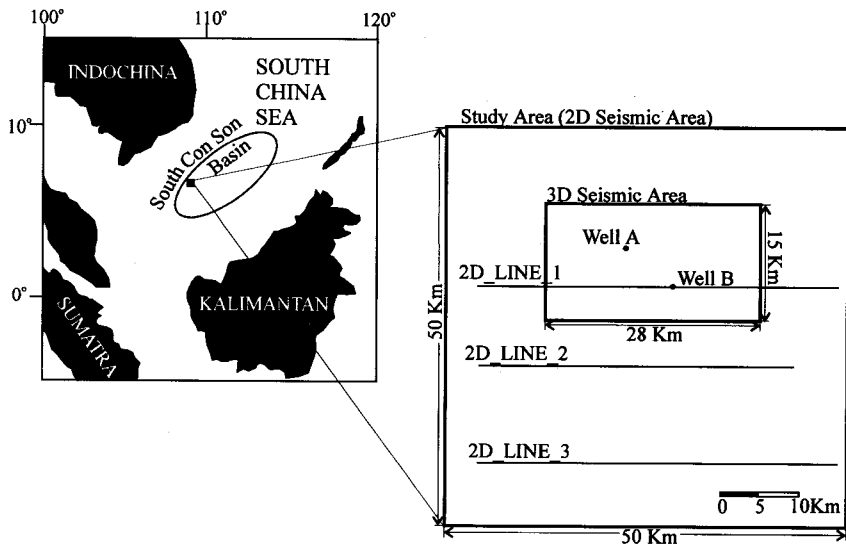 100° 110° 120°
INDOCHINA
SOUTH
CHINA
SEA
10°
South Con Son
Basin
0°
KALIMANTAN
SUMATRA
Study Area (2D Seismic Area)
3D Seismic Area
Well A
15 Km
2D_LINE_1
Well B
28 Km
50 Km
2D_LINE_2
2D_LINE_3
0 5 10Km
50 Km